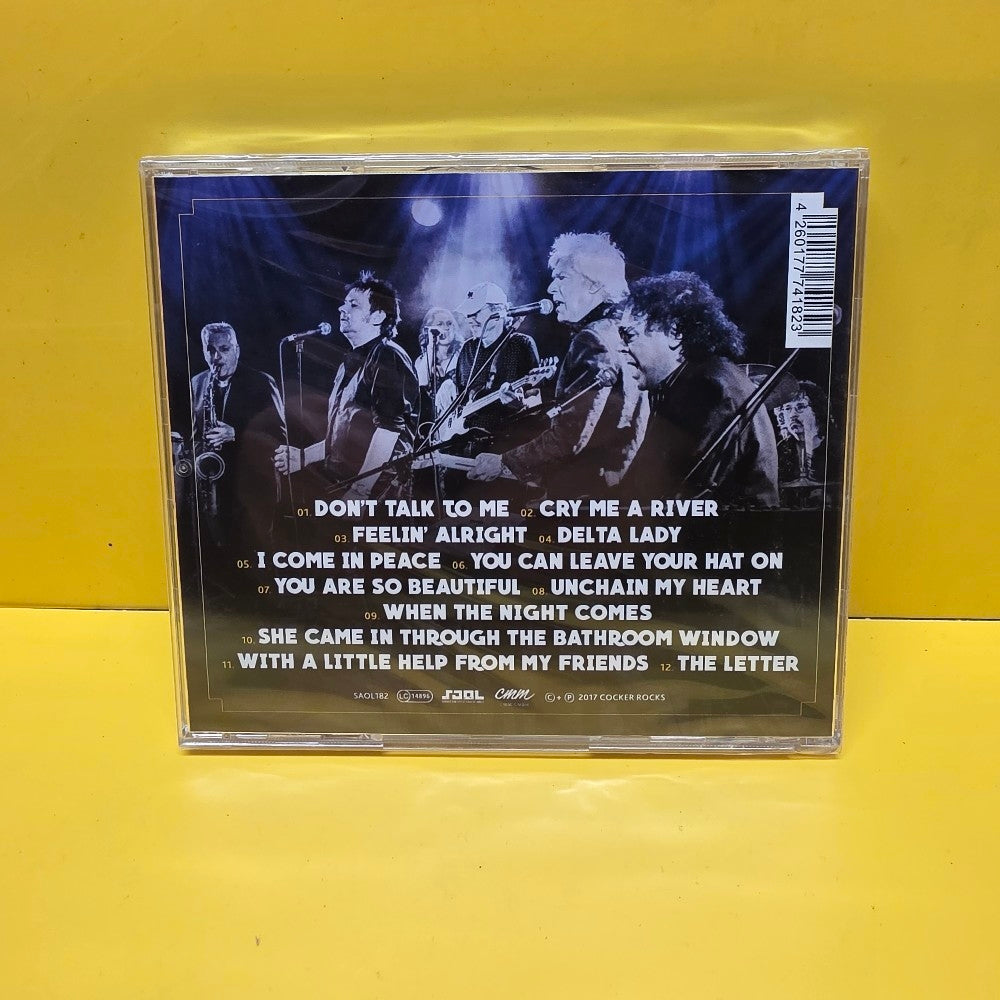 4 260177 741823
01. DON'T TALK TO ME 02. CRY ME A RIVER
03. FEELIN' ALRIGHT 04. DELTA LADY
05. I COME IN PEACE 06. YOU CAN LEAVE YOUR HAT ON
07. YOU ARE SO BEAUTIFUL 08. UNCHAIN MY HEART
09. WHEN THE NIGHT COMES
10. SHE CAME IN THROUGH THE BATHROOM WINDOW
11. WITH A LITTLE HELP FROM MY FRIENDS 12. THE LETTER
SAOL182 LC 14896 SAOL cmm © + ℗ 2017 COCKER ROCKS